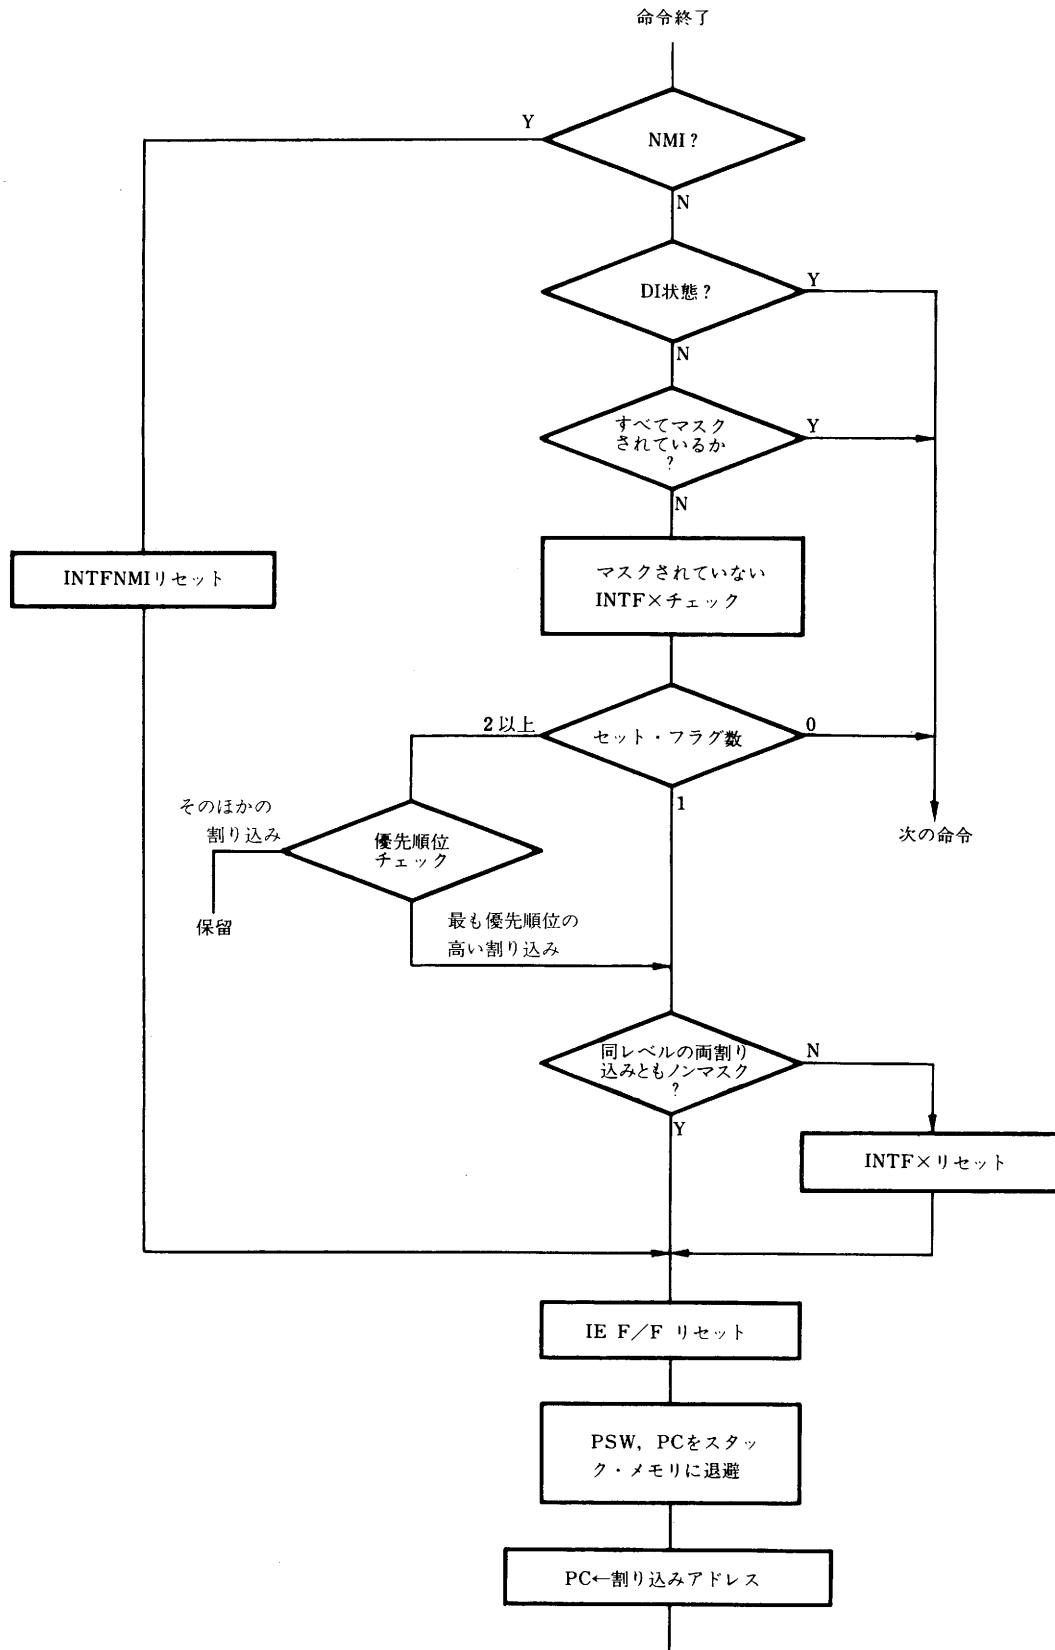 命令終了
Y
NMI?
N
DI状態?
Y
N
すべてマスク
されているか
?
Y
N
INTFNMIリセット
マスクされていない
INTF×チェック
2以上
セット・フラグ数
0
1
そのほかの
割り込み
優先順位
チェック
次の命令
保留
最も優先順位の
高い割り込み
同レベルの両割り
込みともノンマスク
?
N
Y
INTF×リセット
IE F/F リセット
PSW, PCをスタッ
ク・メモリに退避
PC←割り込みアドレス